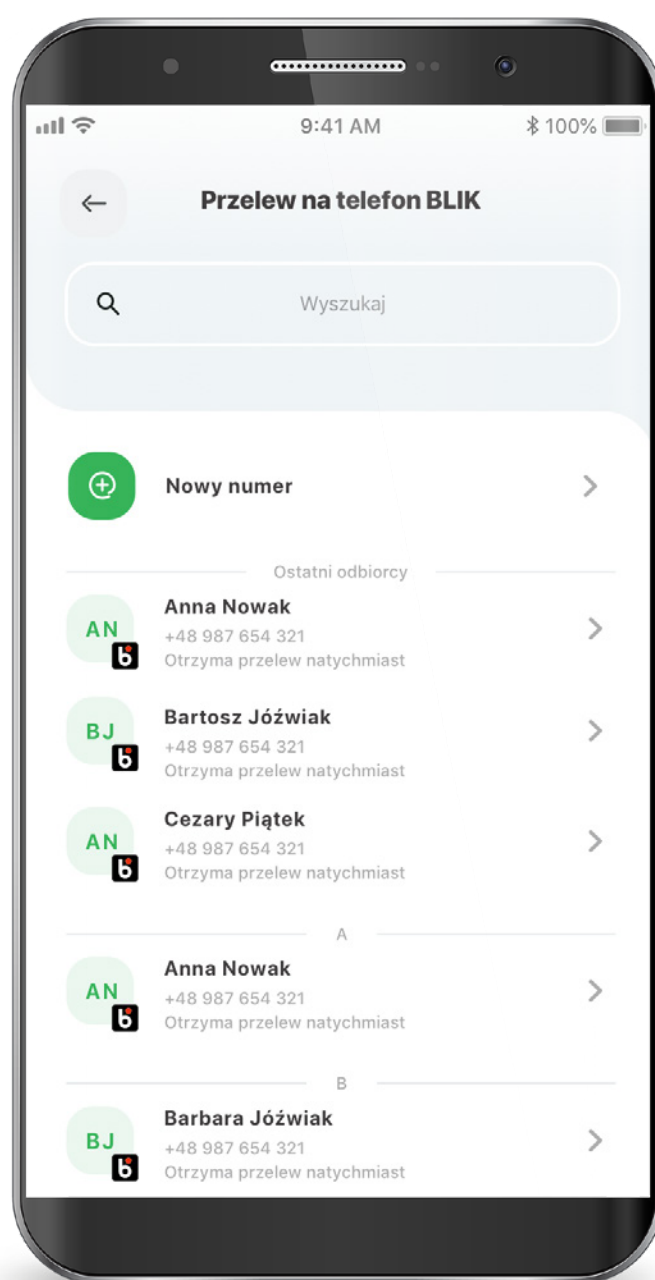 9:41 AM
100%
Przelew na telefon BLIK
Wyszukaj
Nowy numer
Ostatni odbiorcy
AN
Anna Nowak
+48 987 654 321
Otrzyma przelew natychmiast
BJ
Bartosz Jóźwiak
+48 987 654 321
Otrzyma przelew natychmiast
AN
Cezary Piątek
+48 987 654 321
Otrzyma przelew natychmiast
A
AN
Anna Nowak
+48 987 654 321
Otrzyma przelew natychmiast
B
BJ
Barbara Jóźwiak
+48 987 654 321
Otrzyma przelew natychmiast